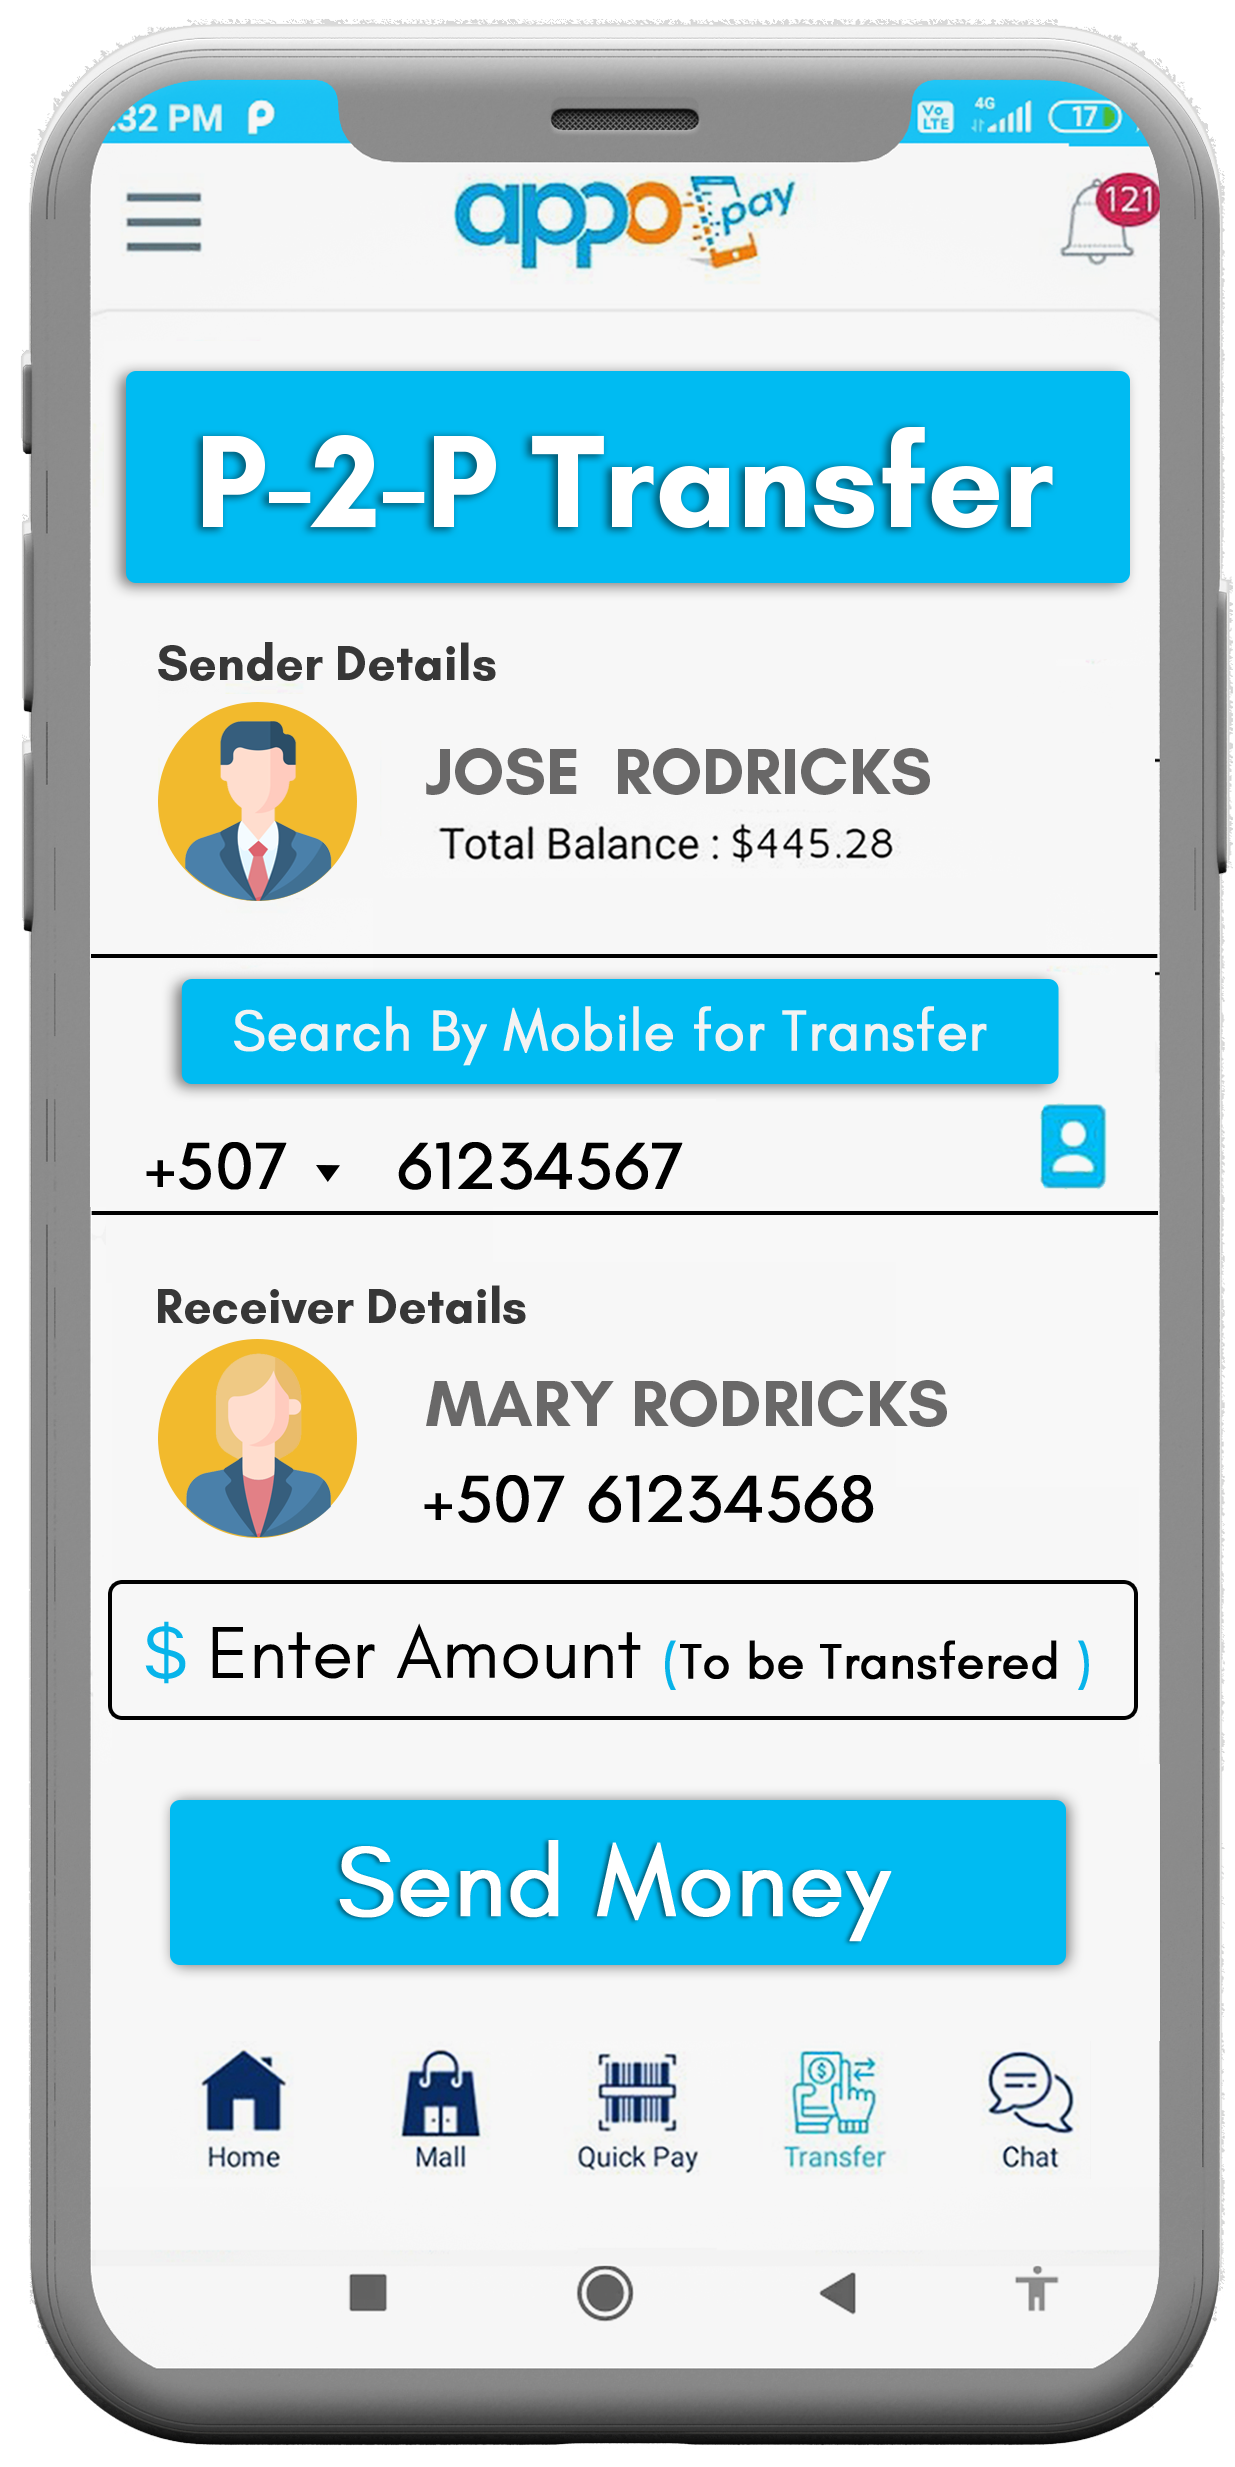 :32 PM
Vo LTE 4G 17
appo pay
121
P-2-P Transfer
Sender Details
JOSE RODRICKS
Total Balance : $445.28
Search By Mobile for Transfer
+507 61234567
Receiver Details
MARY RODRICKS
+507 61234568
$ Enter Amount (To be Transfered )
Send Money
Home Mall Quick Pay Transfer Chat